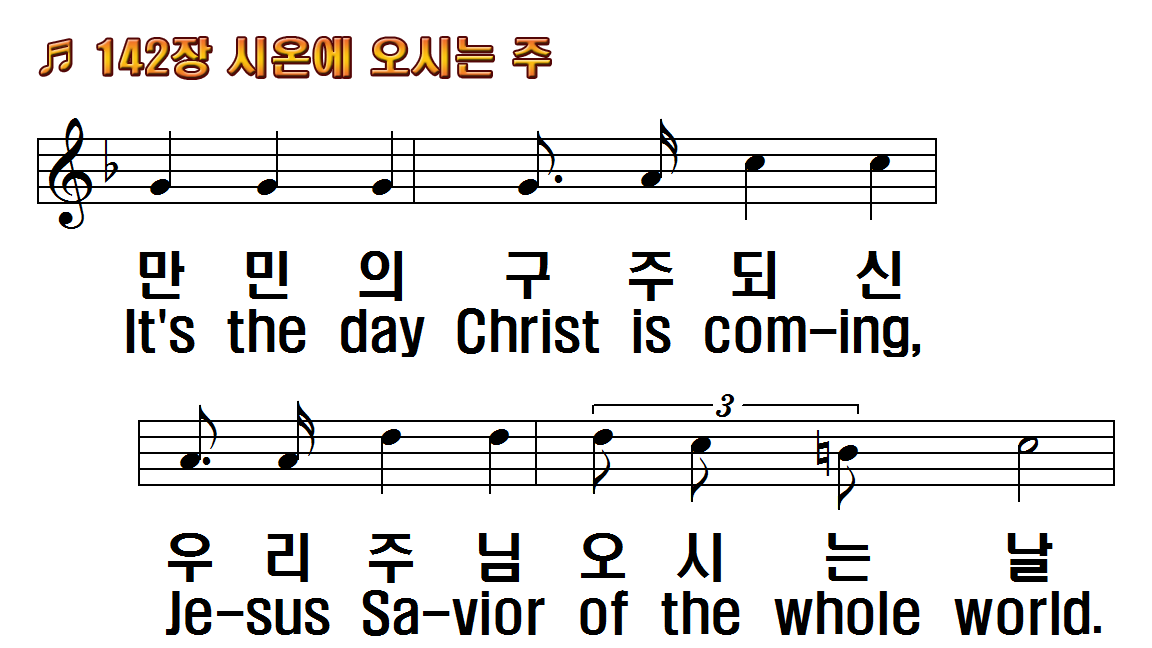 ♬ 142장 시온에 오시는 주
만 민 의 구 주 되 신
It's the day Christ is com-ing,
3
우 리 주 님 오 시 는 날
Je-sus Sa-vior of the whole world.